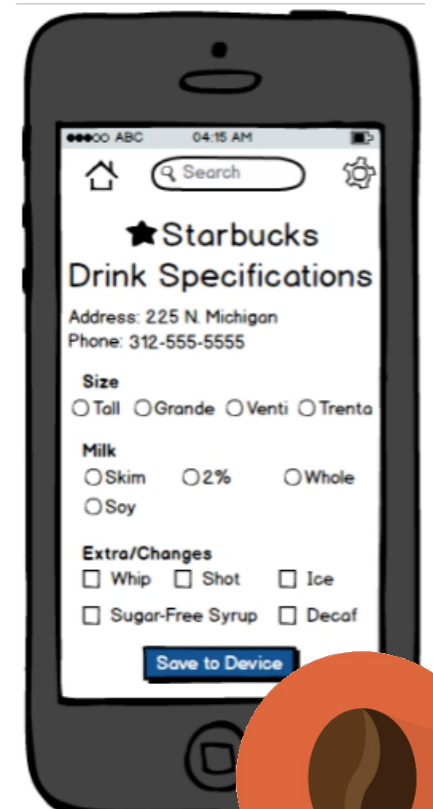 ABC 04:15 AM
Search
Starbucks
Drink Specifications
Address: 225 N. Michigan
Phone: 312-555-5555
Size
Tall Grande Venti Trenta
Milk
Skim 2% Whole
Soy
Extra/Changes
Whip Shot Ice
Sugar-Free Syrup Decaf
Save to Device